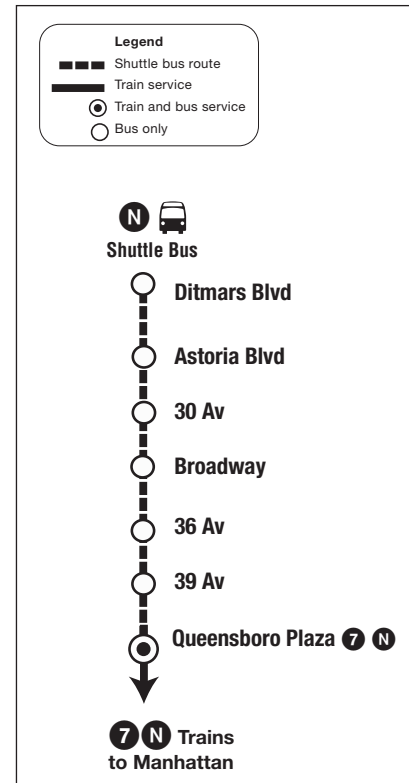 Legend
Shuttle bus route
Train service
Train and bus service
Bus only
N
Shuttle Bus
Ditmars Blvd
Astoria Blvd
30 Av
Broadway
36 Av
39 Av
Queensboro Plaza 7 N
7 N Trains
to Manhattan